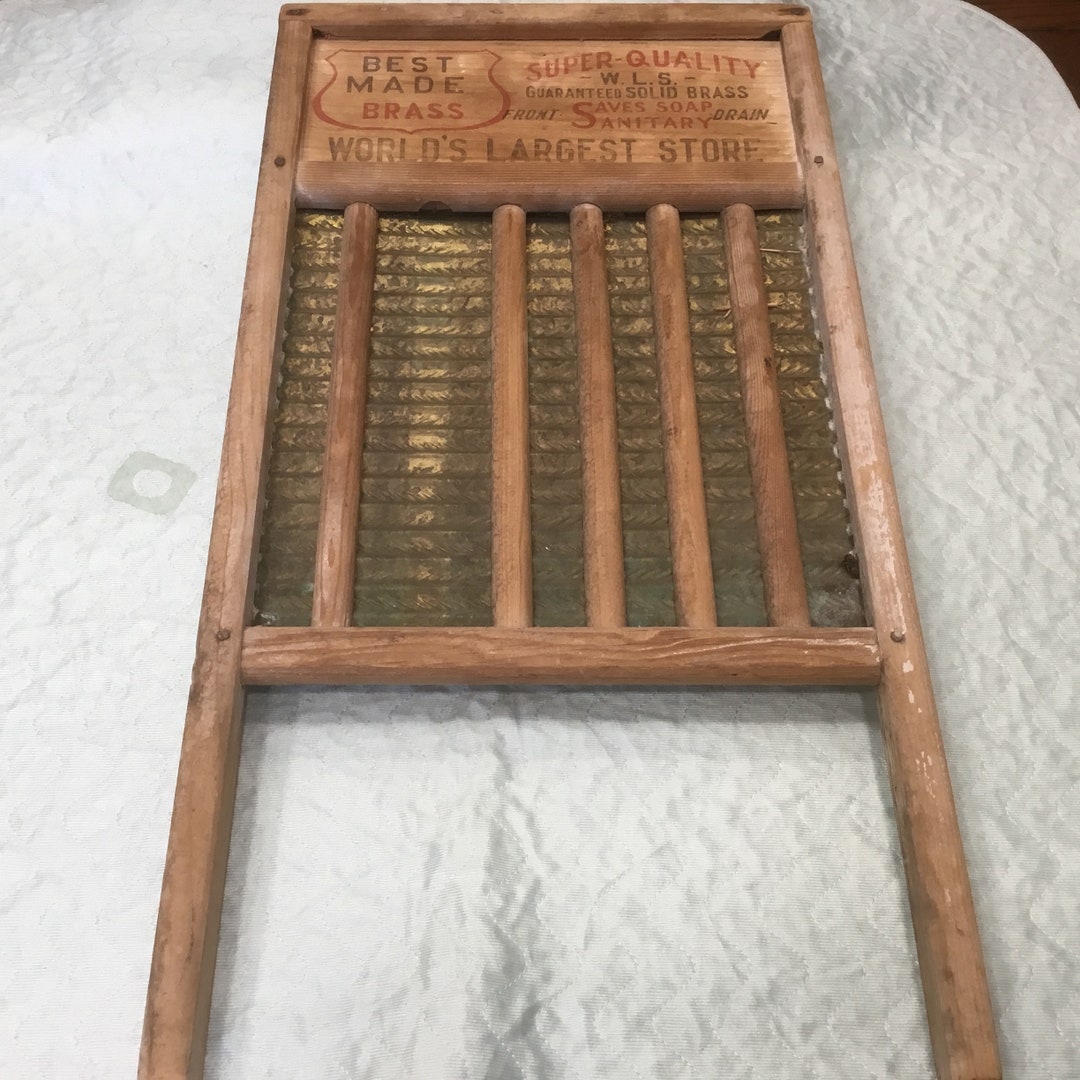 BEST
MADE
BRASS
SUPER-QUALITY
- W.L.S. -
GUARANTEED SOLID BRASS
FRONT SAVES SOAP DRAIN
SANITARY
WORLD'S LARGEST STORE